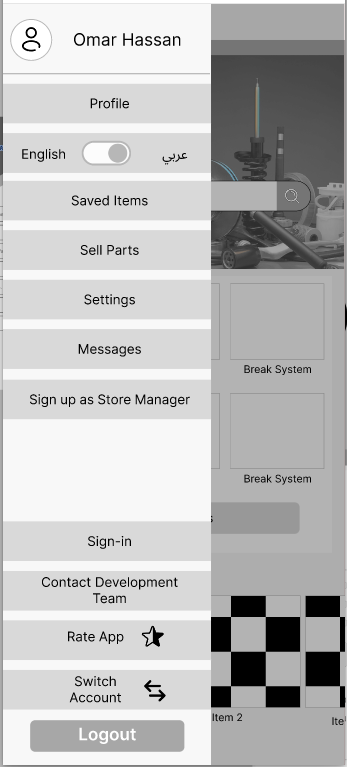 Omar Hassan
Profile
English عربي
Saved Items
Sell Parts
Settings
Messages
Sign up as Store Manager
Break System
Break System
s
Sign-in
Contact Development
Team
Rate App
Switch
Account
Logout
Item 2
Ite